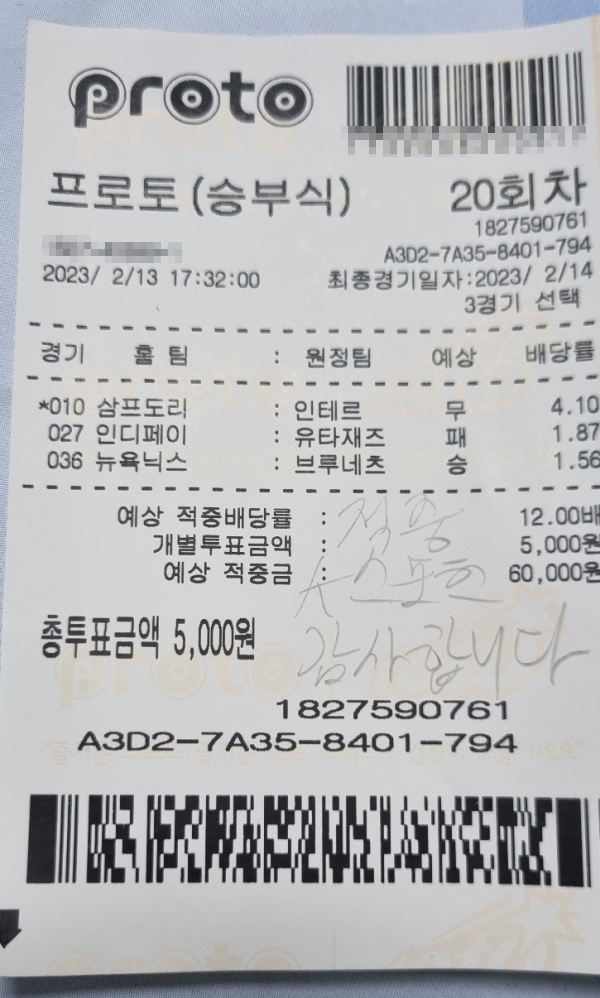 proto
프로토(승부식) 20회차
1827590761
A3D2-7A35-8401-794
2023/ 2/13 17:32:00 최종경기일자:2023/ 2/14
3경기 선택
경기 홈 팀 : 원정팀 예상 배당률
*010 삼프도리 : 인테르 무 4.10
027 인디페이 : 유타재즈 패 1.87
036 뉴욕닉스 : 브루네츠 승 1.56
예상 적중배당률 : 12.00배
개별투표금액 : 5,000원
예상 적중금 : 60,000원
적중
스포츠
감사합니다
총투표금액 5,000원
1827590761
A3D2-7A35-8401-794